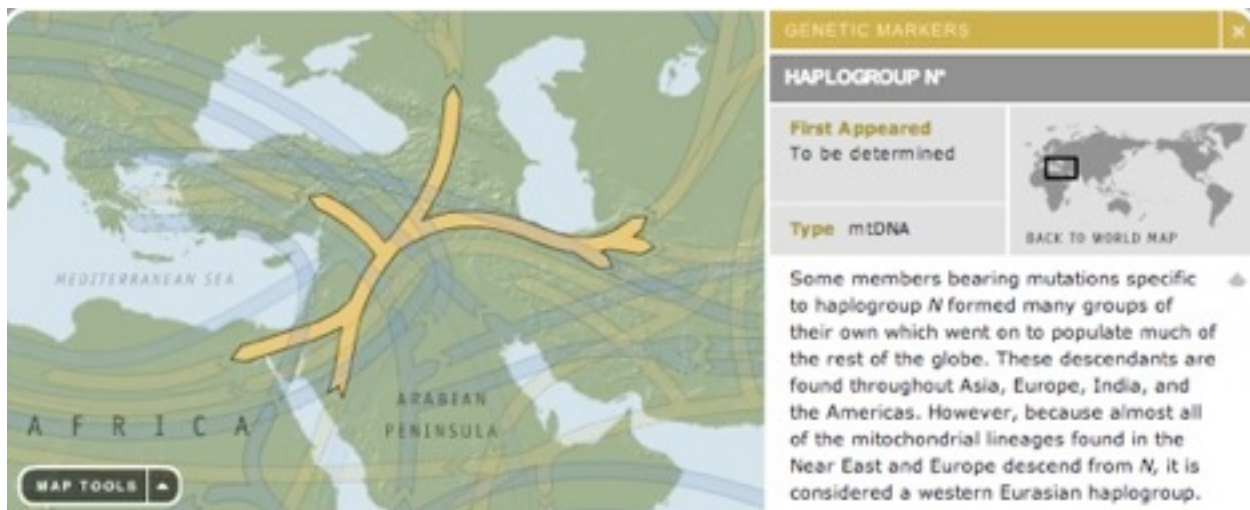 GENETIC MARKERS
HAPLOGROUP N*
First Appeared
To be determined
Type mtDNA
BACK TO WORLD MAP
Some members bearing mutations specific
to haplogroup N formed many groups of
their own which went on to populate much of
the rest of the globe. These descendants are
found throughout Asia, Europe, India, and
the Americas. However, because almost all
of the mitochondrial lineages found in the
Near East and Europe descend from N, it is
considered a western Eurasian haplogroup.
MEDITERRANEAN SEA
AFRICA
ARABIAN
PENINSULA
MAP TOOLS